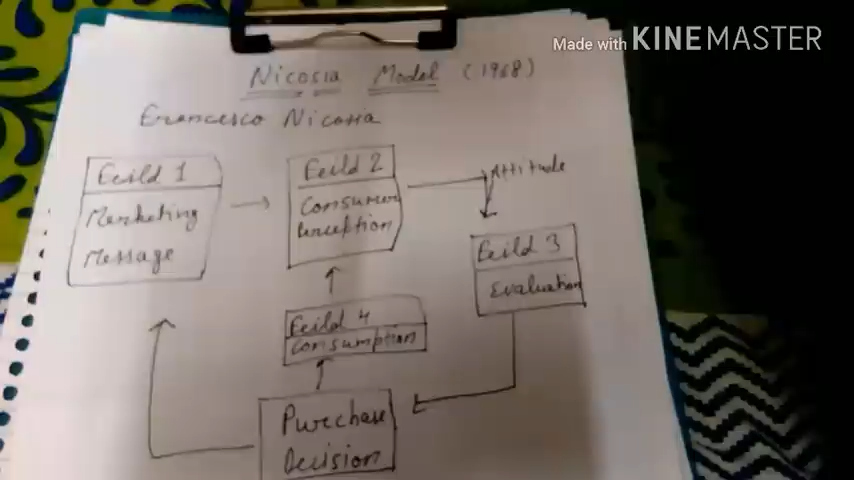 Made with KINEMASTER
Nicosia Model (1968)
Francesco Nicosia
Feild 1
Marketing
Message
Feild 2
Consumer
Perception
Attitude
Feild 3
Evaluation
Feild 4
Consumption
Purchase
Decision